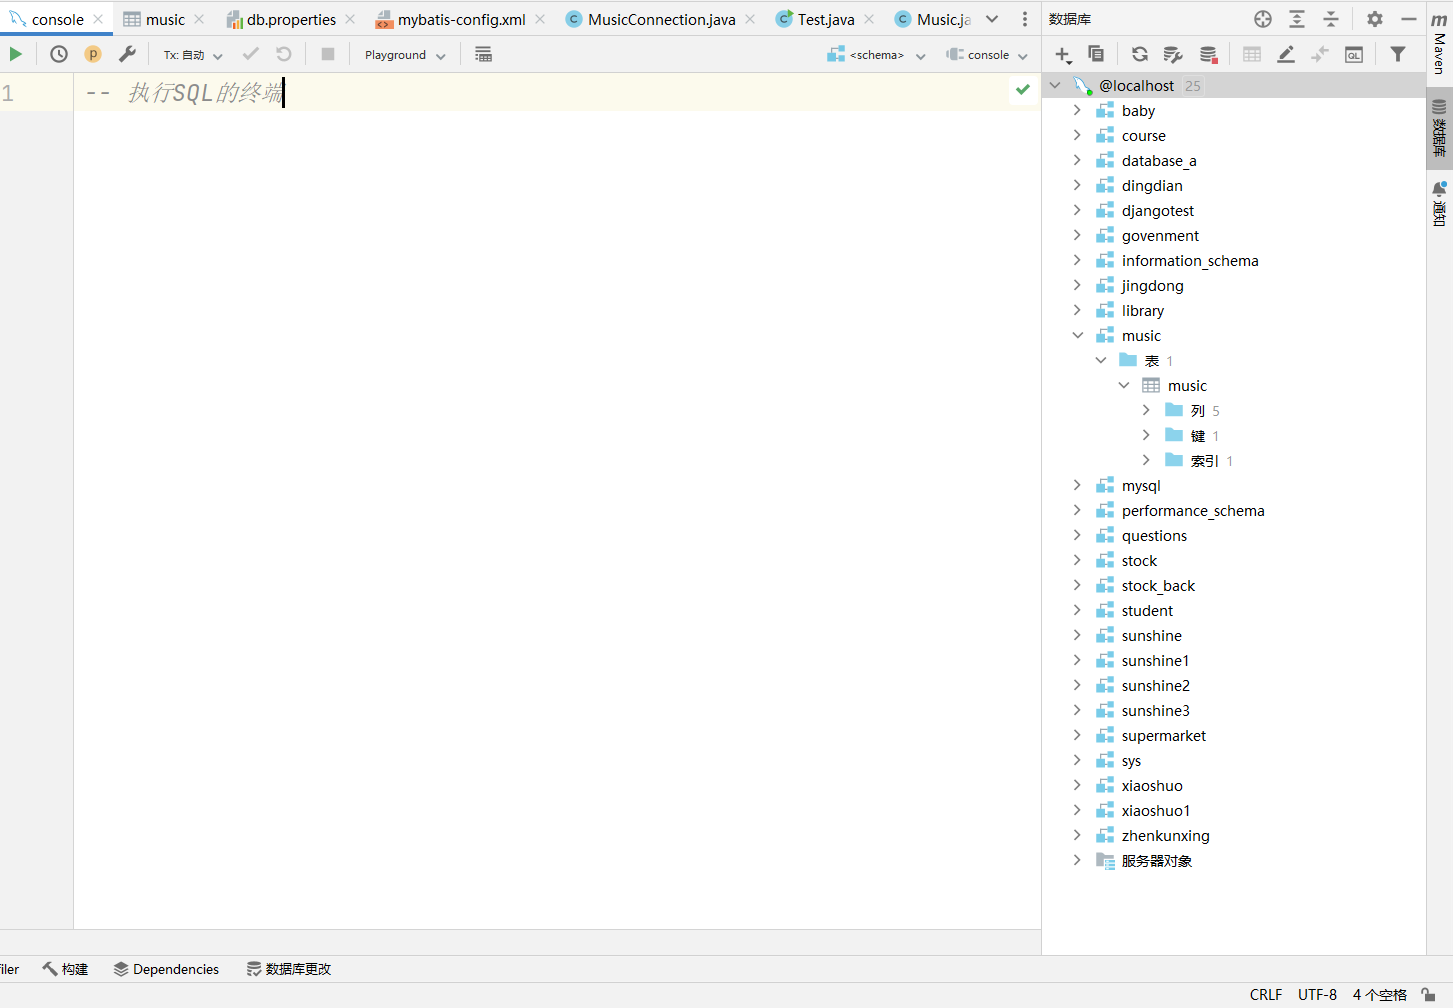 console music db.properties mybatis-config.xml MusicConnection.java Test.java Music.ja
Tx: 自动 Playground <schema> console
1 -- 执行SQL的终端
数据库
@localhost 25
baby
course
database_a
dingdian
djangotest
govenment
information_schema
jingdong
library
music
表 1
music
列 5
键 1
索引 1
mysql
performance_schema
questions
stock
stock_back
student
sunshine
sunshine1
sunshine2
sunshine3
supermarket
sys
xiaoshuo
xiaoshuo1
zhenkunxing
服务器对象
Maven
数据库
通知
iler 构建 Dependencies 数据库更改
CRLF UTF-8 4 个空格